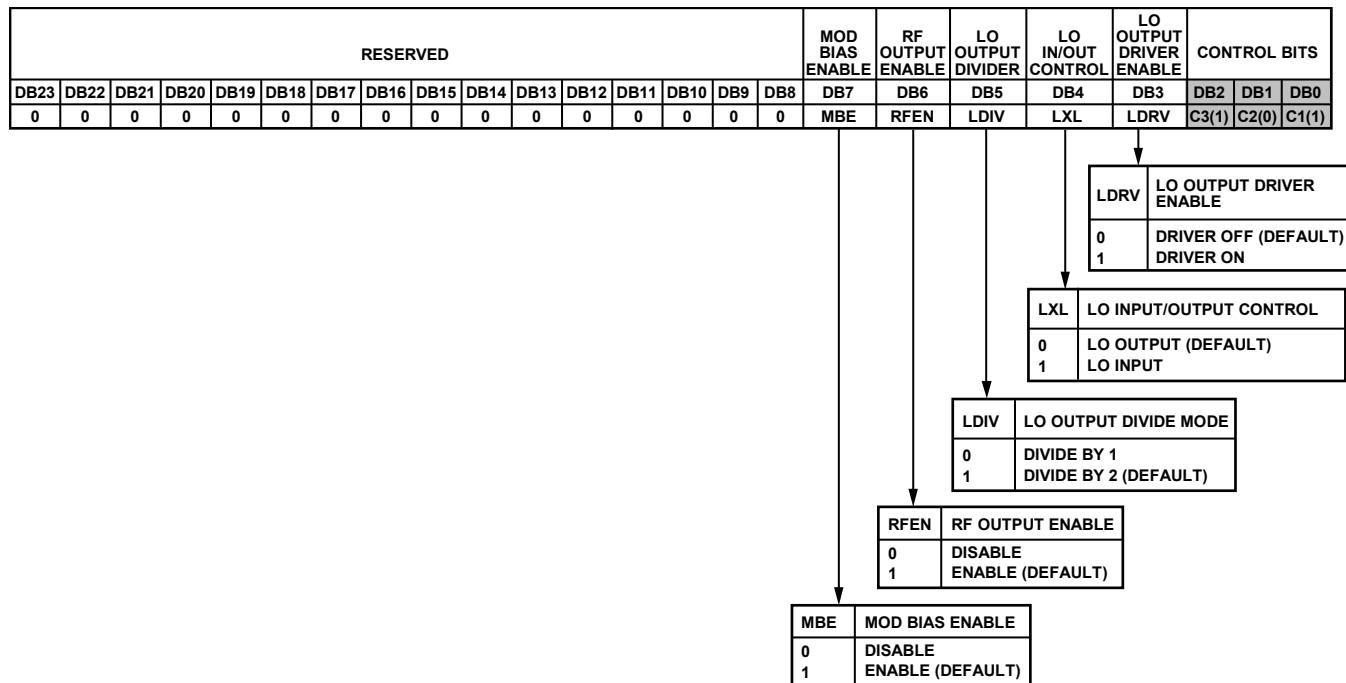 RESERVED
MOD BIAS ENABLE
RF OUTPUT ENABLE
LO OUTPUT DIVIDER
LO IN/OUT CONTROL
LO OUTPUT DRIVER ENABLE
CONTROL BITS
DB23 DB22 DB21 DB20 DB19 DB18 DB17 DB16 DB15 DB14 DB13 DB12 DB11 DB10 DB9 DB8 DB7 DB6 DB5 DB4 DB3 DB2 DB1 DB0
0 0 0 0 0 0 0 0 0 0 0 0 0 0 0 0 MBE RFEN LDIV LXL LDRV C3(1) C2(0) C1(1)
LDRV LO OUTPUT DRIVER ENABLE
0 DRIVER OFF (DEFAULT)
1 DRIVER ON
LXL LO INPUT/OUTPUT CONTROL
0 LO OUTPUT (DEFAULT)
1 LO INPUT
LDIV LO OUTPUT DIVIDE MODE
0 DIVIDE BY 1
1 DIVIDE BY 2 (DEFAULT)
RFEN RF OUTPUT ENABLE
0 DISABLE
1 ENABLE (DEFAULT)
MBE MOD BIAS ENABLE
0 DISABLE
1 ENABLE (DEFAULT)